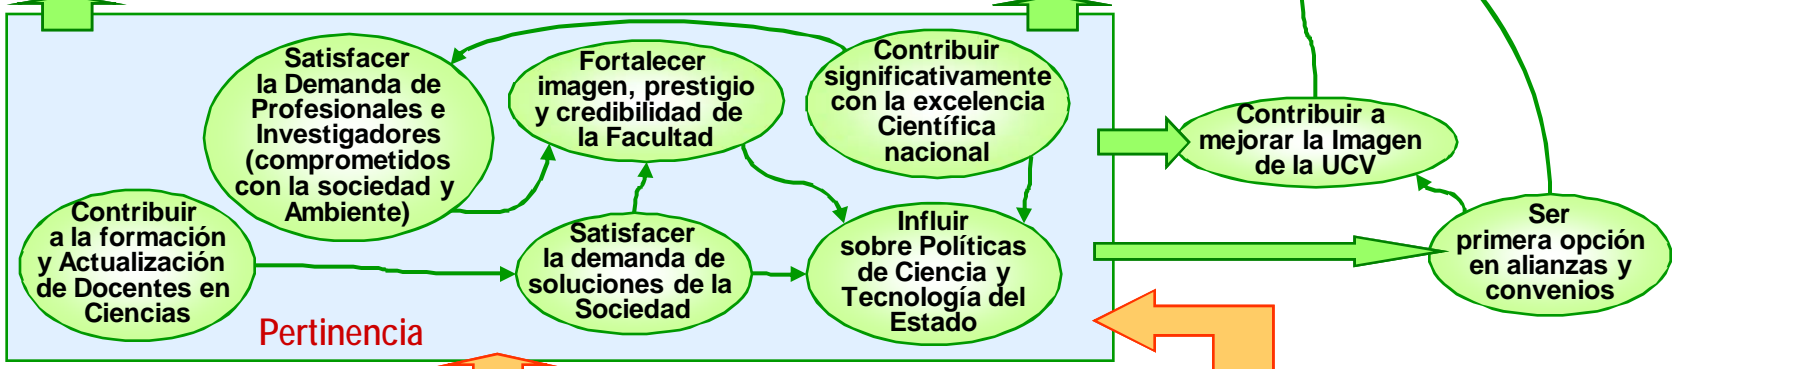 Satisfacer
la Demanda de
Profesionales e
Investigadores
(comprometidos
con la sociedad y
Ambiente)
Fortalecer
imagen, prestigio
y credibilidad de
la Facultad
Contribuir
significativamente
con la excelencia
Científica
nacional
Contribuir a
mejorar la Imagen
de la UCV
Contribuir
a la formación
y Actualización
de Docentes en
Ciencias
Satisfacer
la demanda de
soluciones de la
Sociedad
Influir
sobre Políticas
de Ciencia y
Tecnología del
Estado
Ser
primera opción
en alianzas y
convenios
Pertinencia